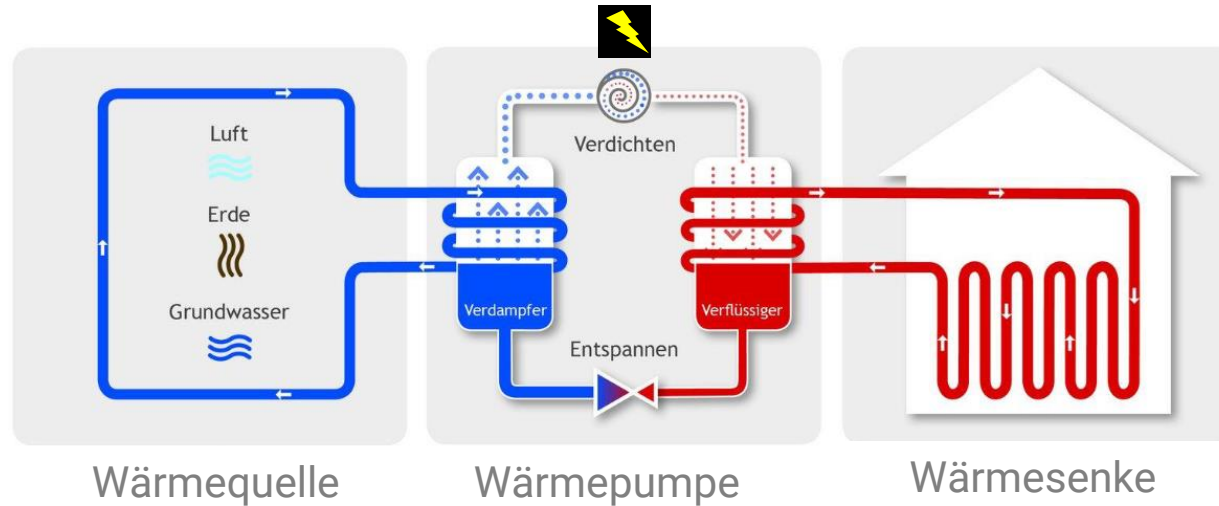 Luft
Erde
Grundwasser
Verdichten
Verdampfer
Verflüssiger
Entspannen
Wärmequelle
Wärmepumpe
Wärmesenke